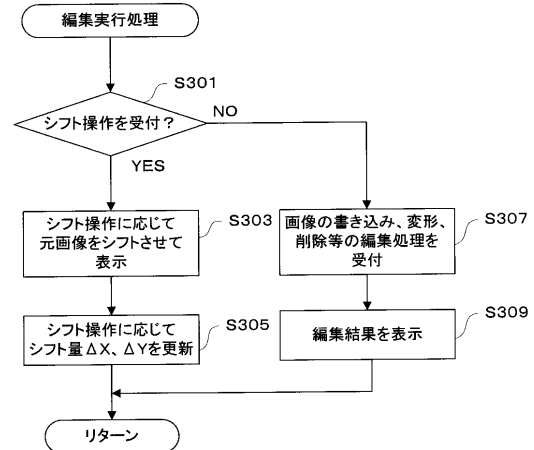 編集実行処理
S301
シフト操作を受付？
NO
YES
シフト操作に応じて
元画像をシフトさせて
表示
S303
画像の書き込み、変形、
削除等の編集処理を
受付
S307
シフト操作に応じて
シフト量ΔX、ΔYを更新
S305
編集結果を表示
S309
リターン